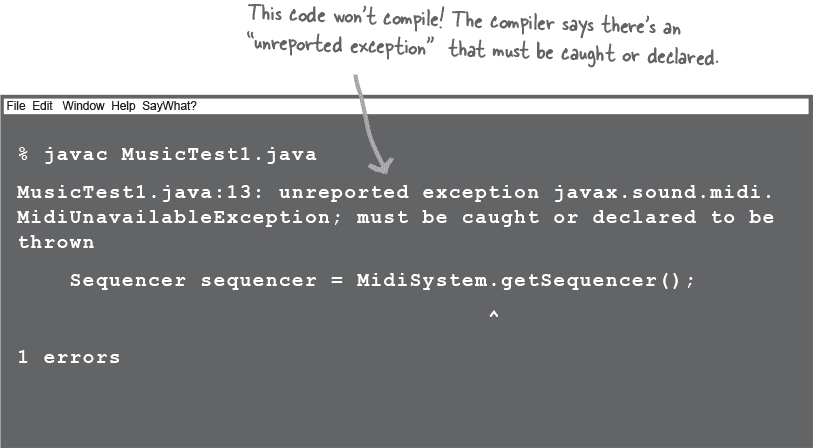 This code won't compile! The compiler says there's an
"unreported exception" that must be caught or declared.
File Edit Window Help SayWhat?
% javac MusicTest1.java
MusicTest1.java:13: unreported exception javax.sound.midi.
MidiUnavailableException; must be caught or declared to be
thrown
Sequencer sequencer = MidiSystem.getSequencer();
^
1 errors